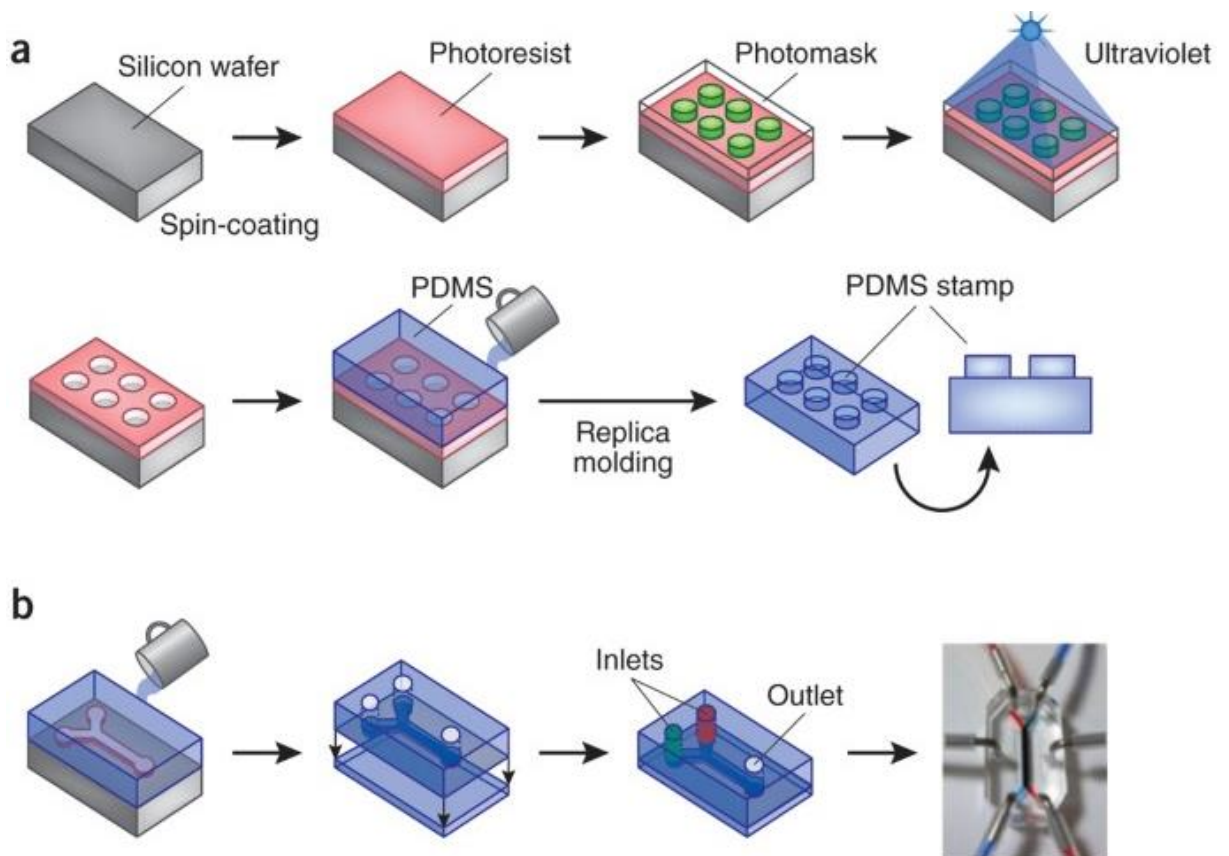 a
Silicon wafer
Photoresist
Photomask
Ultraviolet
Spin-coating
PDMS
PDMS stamp
Replica
molding
b
Inlets
Outlet